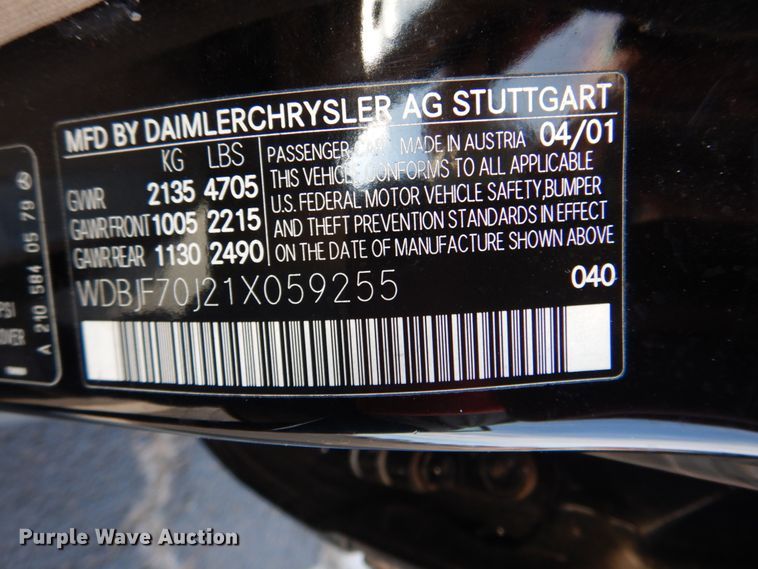 MFD BY DAIMLERCHRYSLER AG STUTTGART
KG LBS
GVWR 2135 4705
GAWR FRONT 1005 2215
GAWR REAR 1130 2490
PASSENGER CAR MADE IN AUSTRIA 04/01
THIS VEHICLE CONFORMS TO ALL APPLICABLE
U.S. FEDERAL MOTOR VEHICLE SAFETY, BUMPER
AND THEFT PREVENTION STANDARDS IN EFFECT
ON THE DATE OF MANUFACTURE SHOWN ABOVE.
WDBJF70J21X059255
040
A 210 584 05 79
PSI
Purple Wave Auction